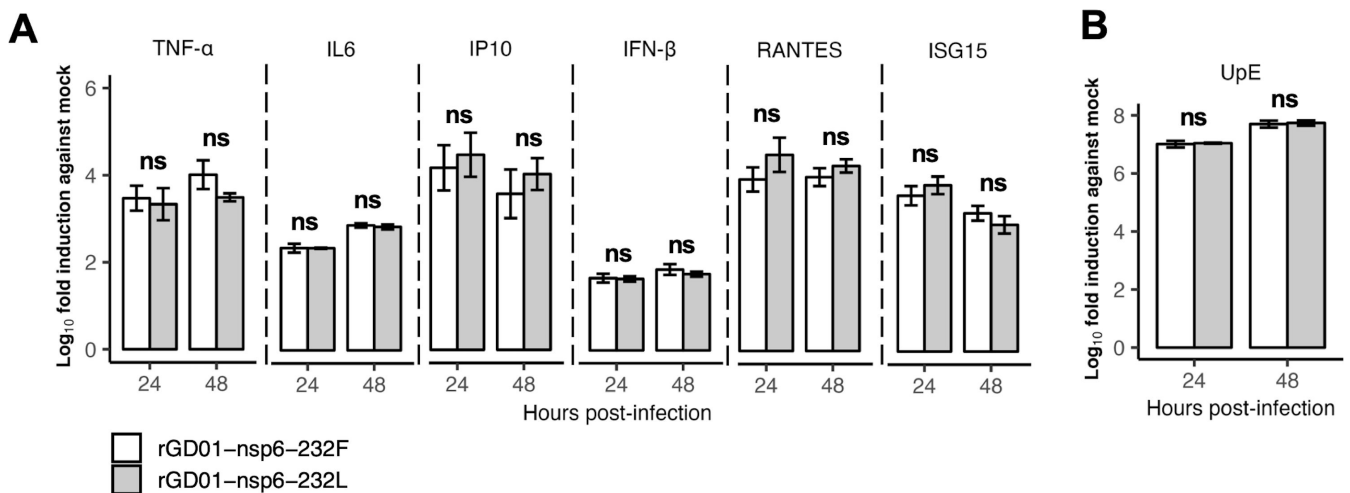 A
TNF-α IL6 IP10 IFN-β RANTES ISG15
Log₁₀ fold induction against mock
6
4
2
0
ns ns ns ns ns ns ns ns ns ns ns ns
24 48 24 48 24 48 24 48 24 48 24 48
Hours post-infection
rGD01−nsp6−232F
rGD01−nsp6−232L
B
UpE
Log₁₀ fold induction against mock
8
6
4
2
0
ns ns
24 48
Hours post-infection